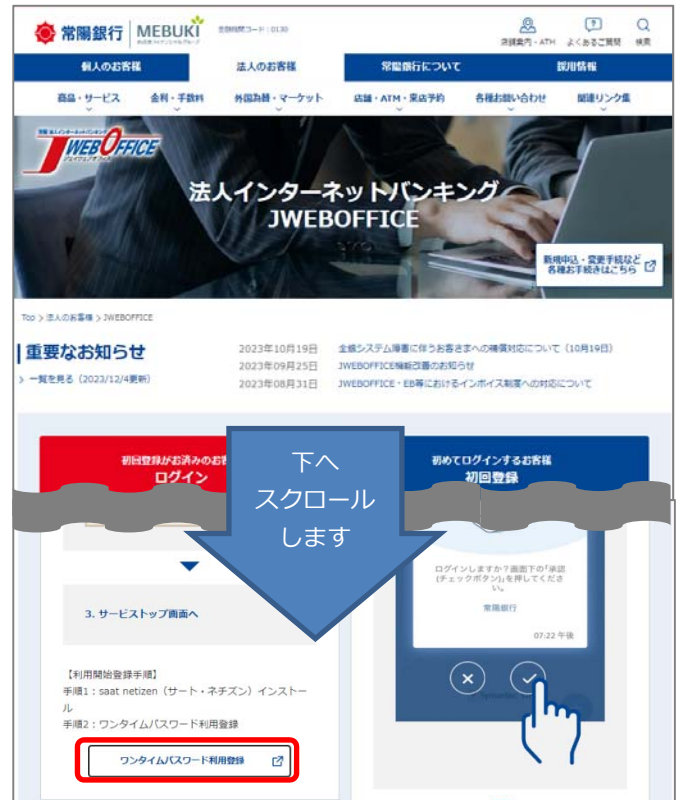 常陽銀行
MEBUKI
金融機関コード：0130
店舗案内・ATM
よくあるご質問
検索
個人のお客様
法人のお客様
常陽銀行について
採用情報
商品・サービス
金利・手数料
外国為替・マーケット
店舗・ATM・来店予約
各種お問い合わせ
関連リンク集
JWEBOFFICE
ジェイウェブオフィス
法人インターネットバンキング
JWEBOFFICE
新規申込・変更手続など
各種お手続きはこちら
Top > 法人のお客様 > JWEBOFFICE
重要なお知らせ
> 一覧を見る（2023/12/4更新）
2023年10月19日 全銀システム障害に伴うお客さまへの補償対応について（10月19日）
2023年09月25日 JWEBOFFICE機能改善のお知らせ
2023年08月31日 JWEBOFFICE・EB等におけるインボイス制度への対応について
初回登録がお済みのお客
ログイン
下へ
スクロール
します
初めてログインするお客様
初回登録
3. サービストップ画面へ
【利用開始登録手順】
手順1：saat netizen（サート・ネチズン）インストー
ル
手順2：ワンタイムパスワード利用登録
ワンタイムパスワード利用登録
ログインしますか？画面下の「承認
(チェックボタン)」を押してくださ
い。
常陽銀行
07:22 午後